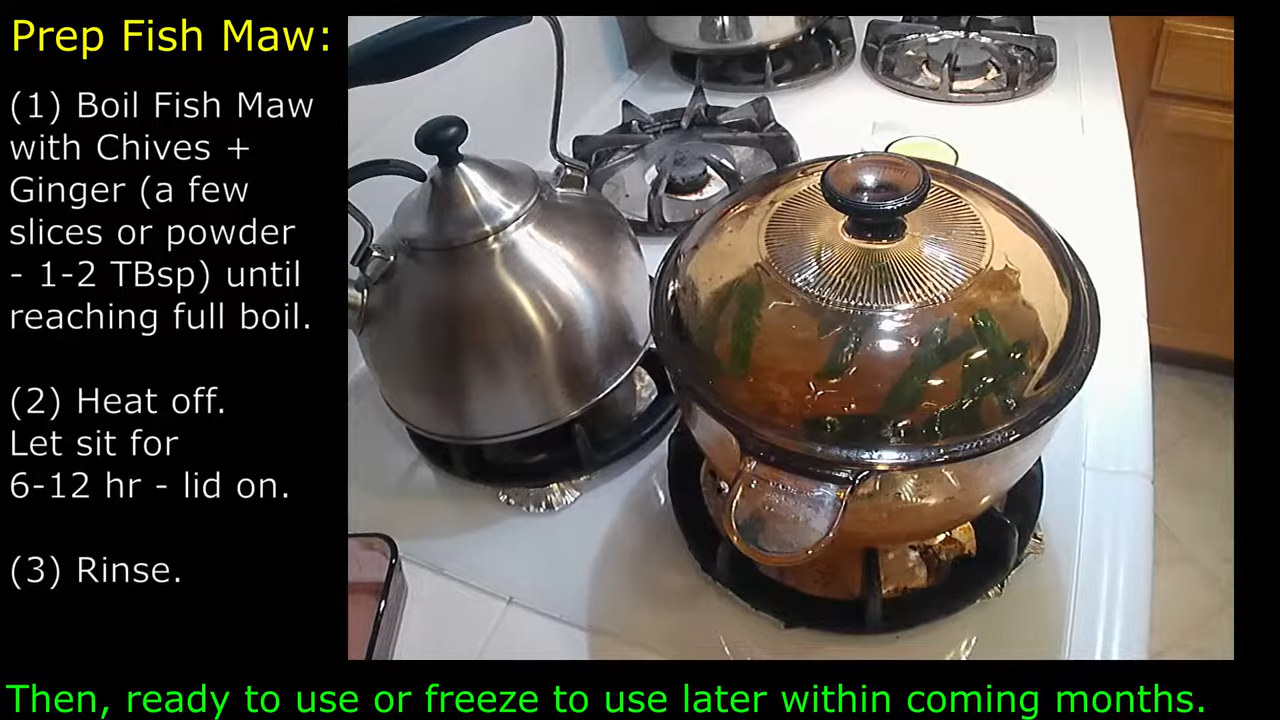 Prep Fish Maw:
(1) Boil Fish Maw
with Chives +
Ginger (a few
slices or powder
- 1-2 TBsp) until
reaching full boil.
(2) Heat off.
Let sit for
6-12 hr - lid on.
(3) Rinse.
Then, ready to use or freeze to use later within coming months.